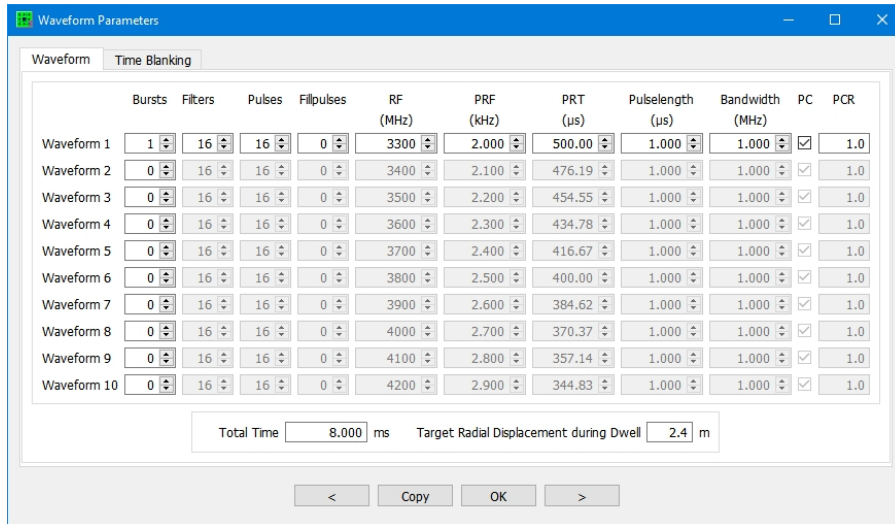 Waveform Parameters
Waveform Time Blanking
Bursts Filters Pulses Fillpulses RF PRF PRT Pulselength Bandwidth PC PCR
(MHz) (kHz) (µs) (µs) (MHz)
Waveform 1 1 16 16 0 3300 2.000 500.00 1.000 1.000 1.0
Waveform 2 0 16 16 0 3400 2.100 476.19 1.000 1.000 1.0
Waveform 3 0 16 16 0 3500 2.200 454.55 1.000 1.000 1.0
Waveform 4 0 16 16 0 3600 2.300 434.78 1.000 1.000 1.0
Waveform 5 0 16 16 0 3700 2.400 416.67 1.000 1.000 1.0
Waveform 6 0 16 16 0 3800 2.500 400.00 1.000 1.000 1.0
Waveform 7 0 16 16 0 3900 2.600 384.62 1.000 1.000 1.0
Waveform 8 0 16 16 0 4000 2.700 370.37 1.000 1.000 1.0
Waveform 9 0 16 16 0 4100 2.800 357.14 1.000 1.000 1.0
Waveform 10 0 16 16 0 4200 2.900 344.83 1.000 1.000 1.0
Total Time 8.000 ms Target Radial Displacement during Dwell 2.4 m
< Copy OK >